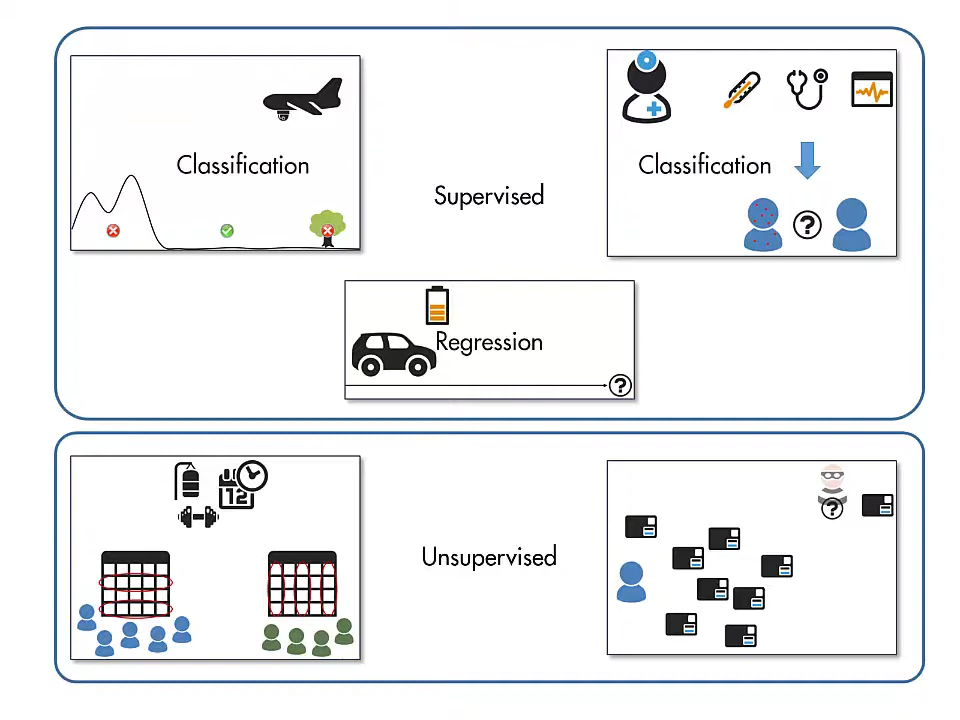 Classification
Classification
Supervised
?
Regression
?
12
?
Unsupervised